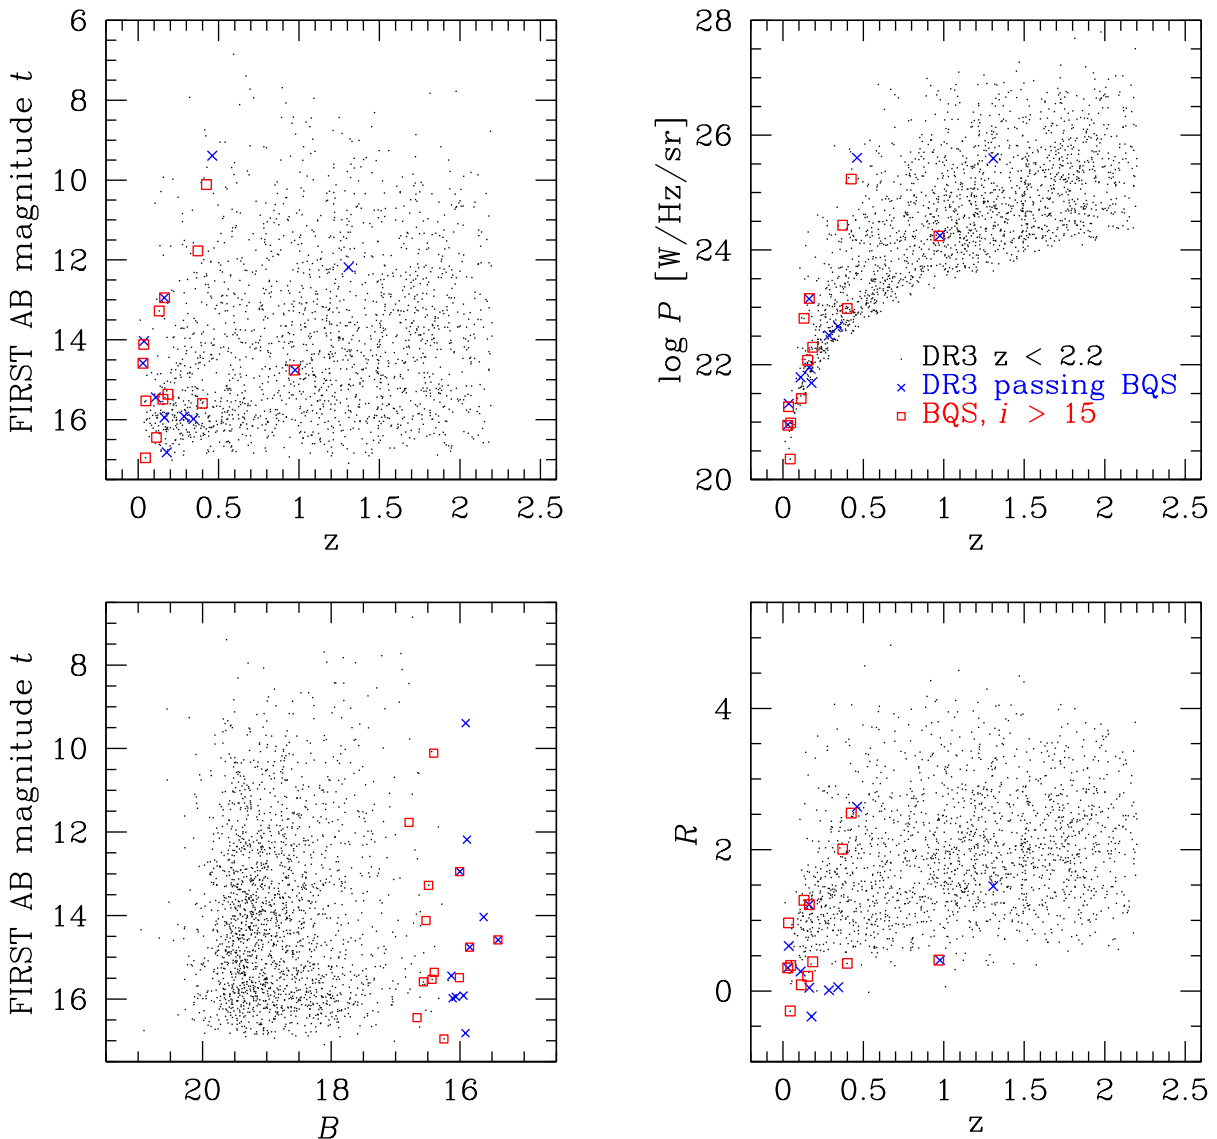 FIRST AB magnitude t
6
8
10
12
14
16
0 0.5 1 1.5 2 2.5
z
log P [W/Hz/sr]
28
26
24
22
20
DR3 z < 2.2
DR3 passing BQS
BQS, i > 15
0 0.5 1 1.5 2 2.5
z
FIRST AB magnitude t
8
10
12
14
16
20 18 16
B
R
4
2
0
0 0.5 1 1.5 2 2.5
z